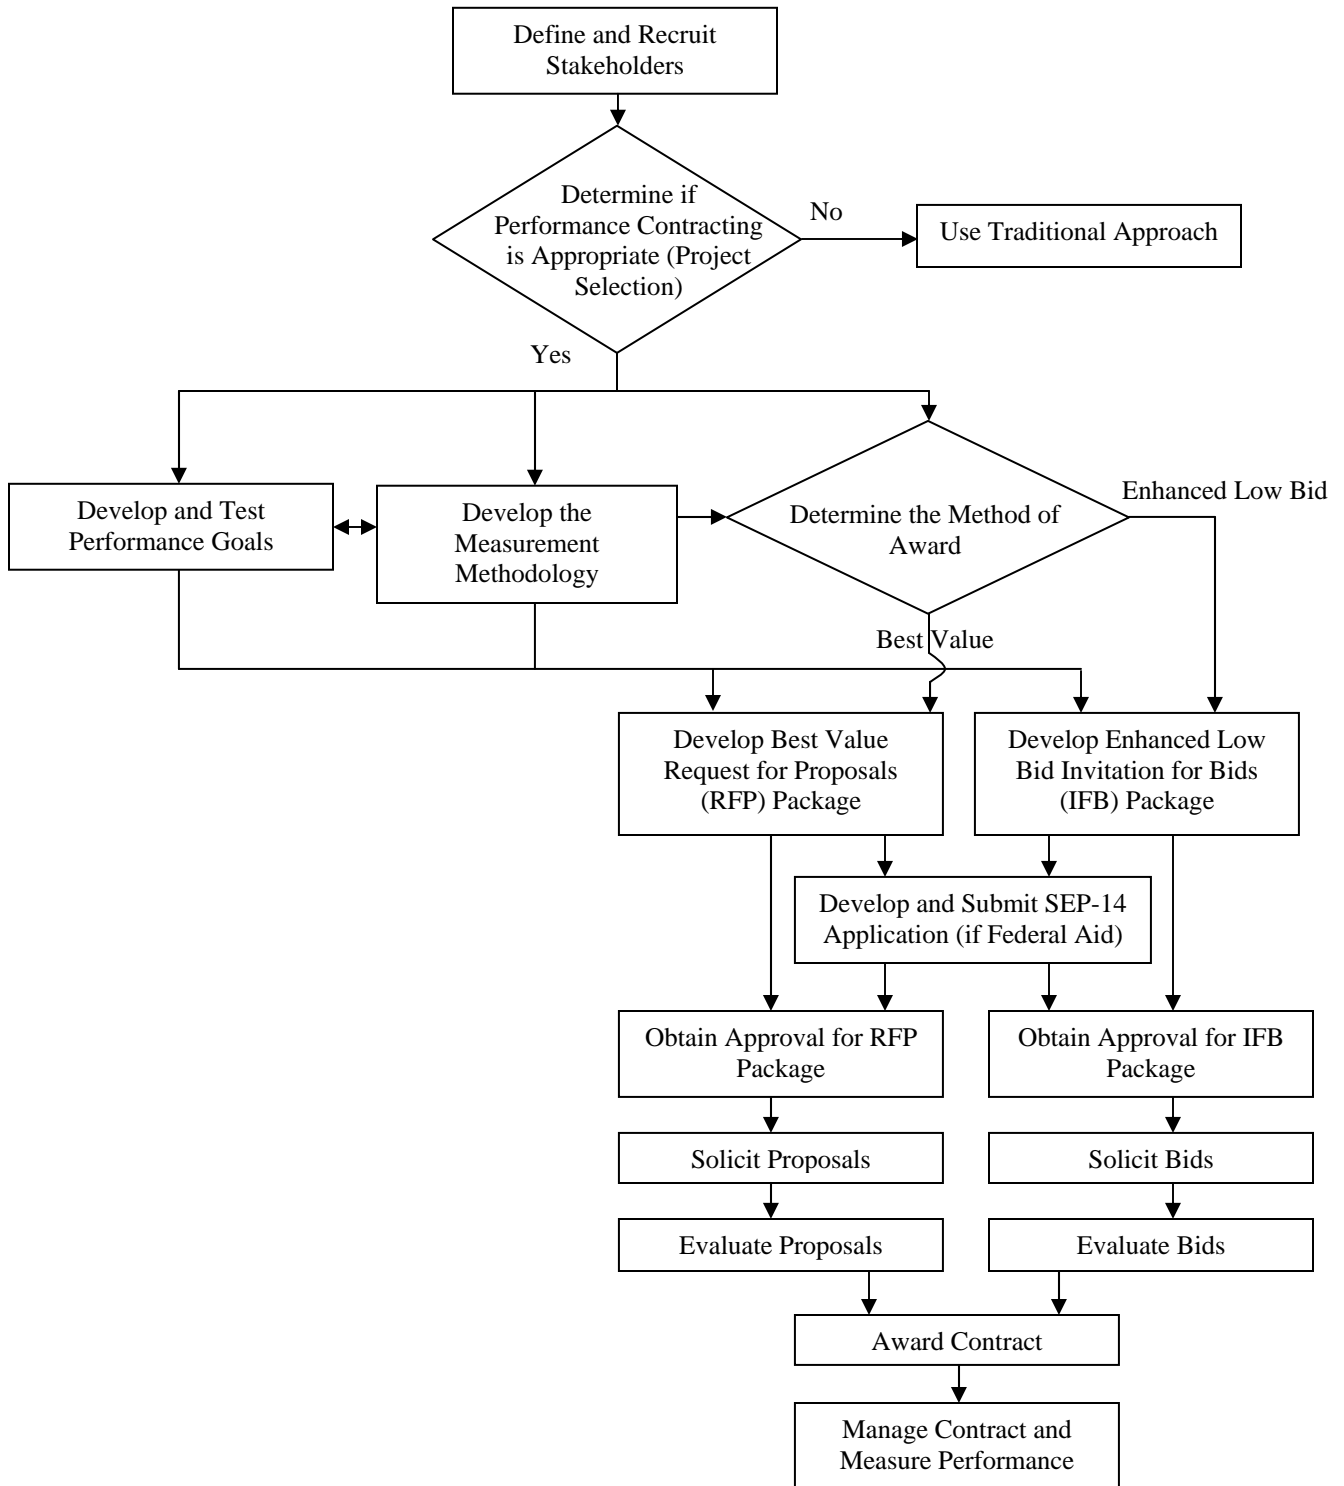 Define and Recruit
Stakeholders
Determine if
Performance Contracting
is Appropriate (Project
Selection)
No
Use Traditional Approach
Yes
Develop and Test
Performance Goals
Develop the
Measurement
Methodology
Determine the Method of
Award
Enhanced Low Bid
Best Value
Develop Best Value
Request for Proposals
(RFP) Package
Develop Enhanced Low
Bid Invitation for Bids
(IFB) Package
Develop and Submit SEP-14
Application (if Federal Aid)
Obtain Approval for RFP
Package
Obtain Approval for IFB
Package
Solicit Proposals
Solicit Bids
Evaluate Proposals
Evaluate Bids
Award Contract
Manage Contract and
Measure Performance